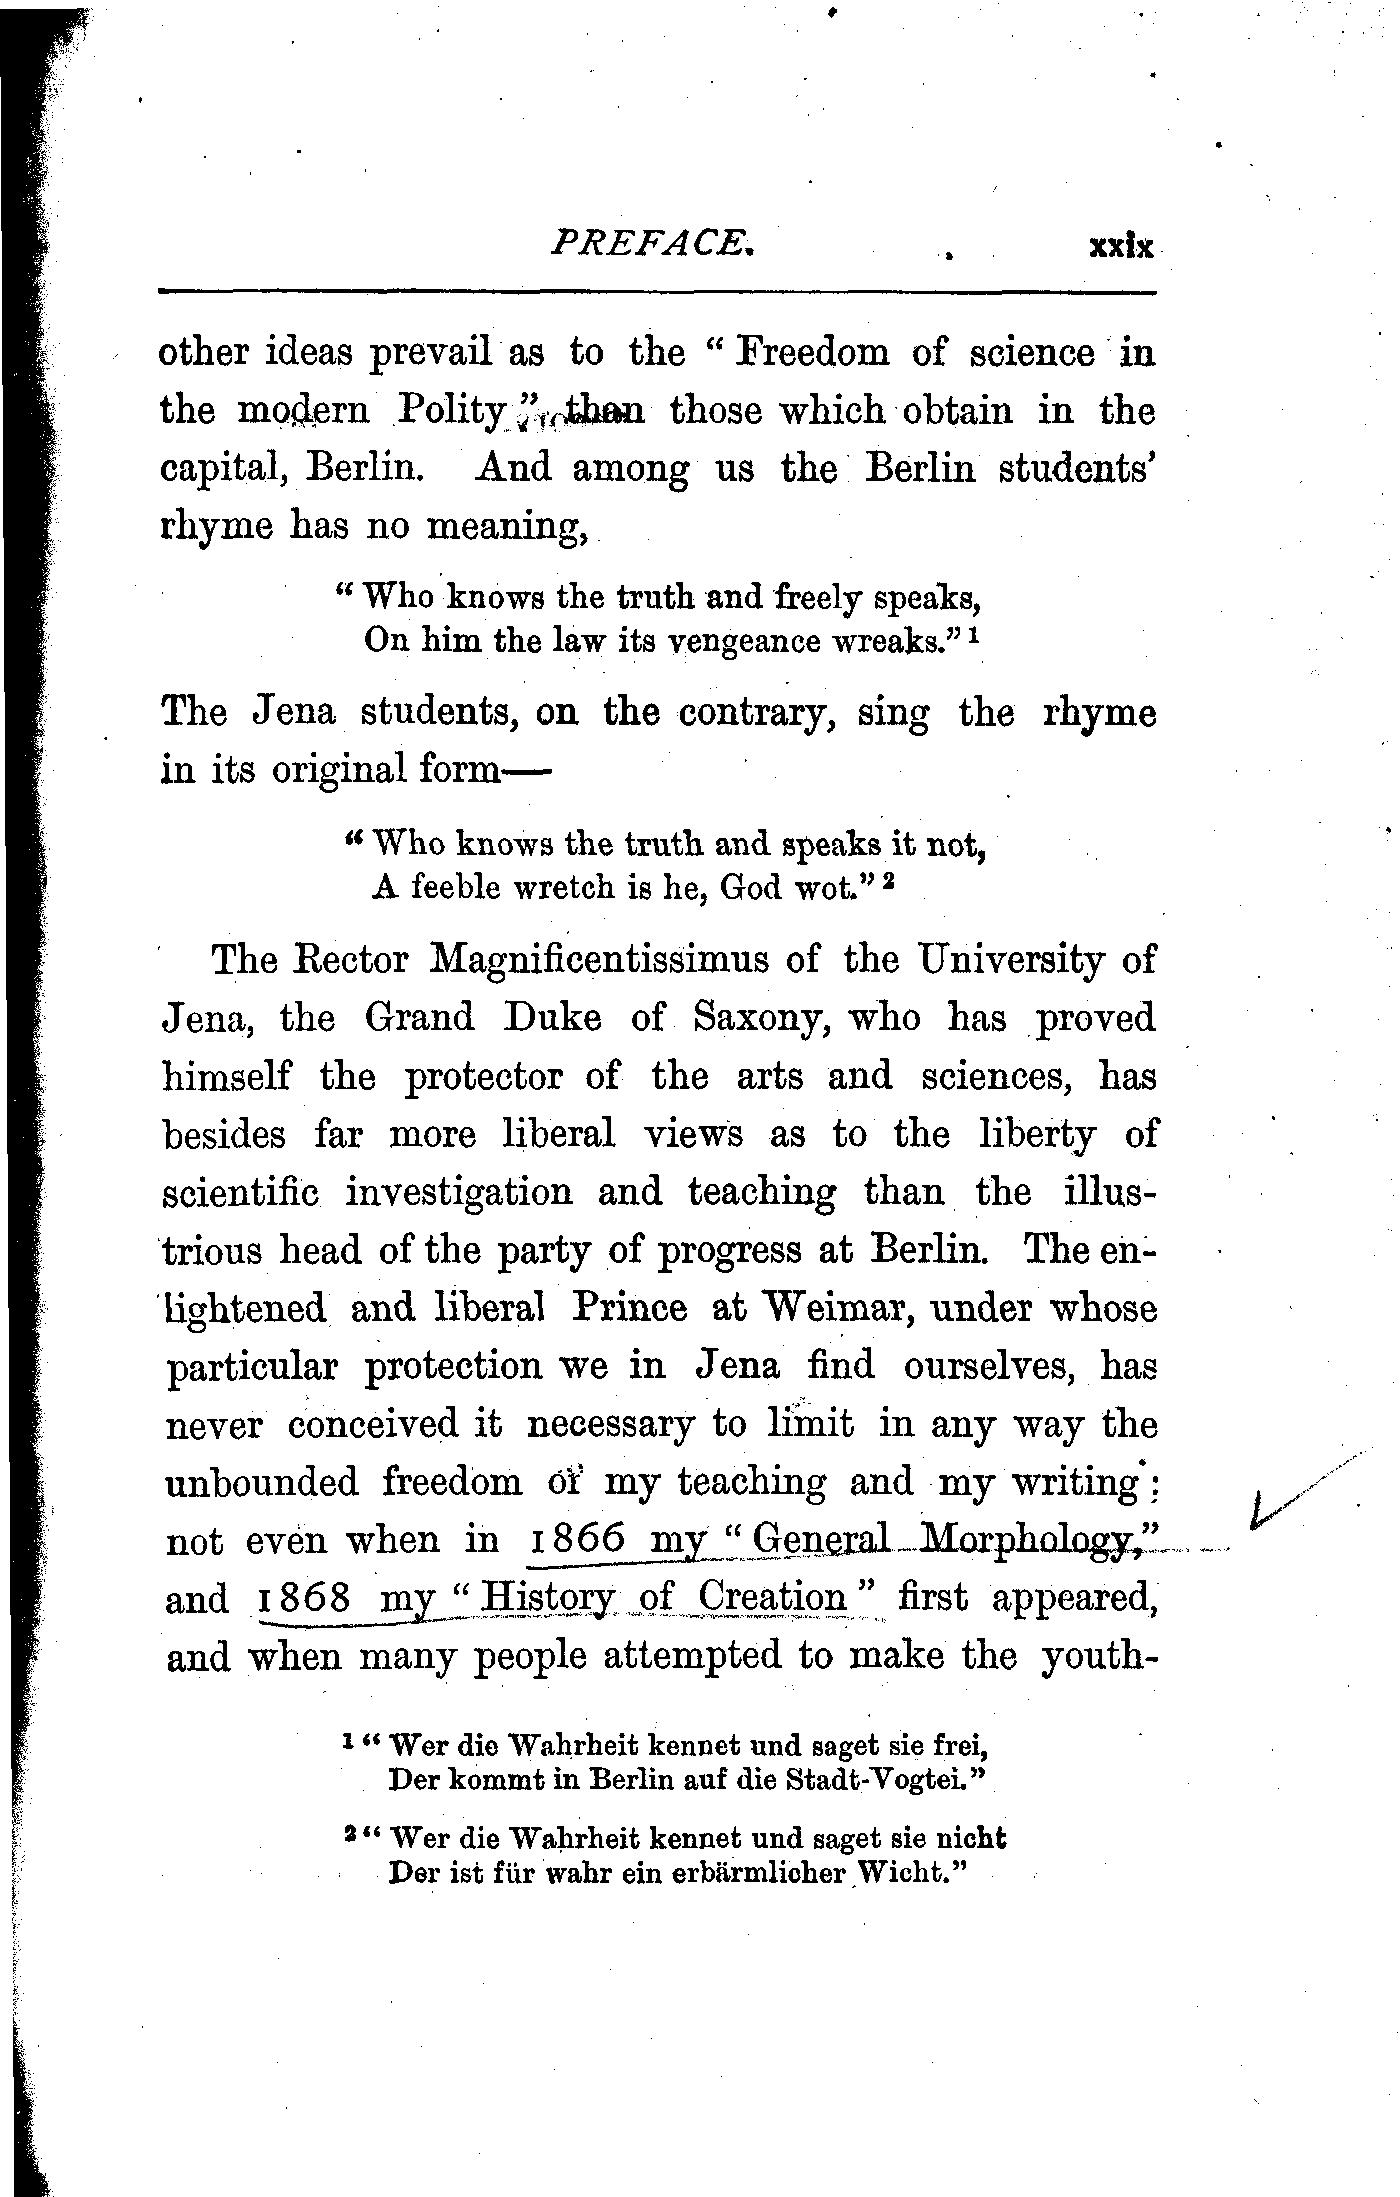 PREFACE. xxix
other ideas prevail as to the “ Freedom of science in
the modern Polity ” than those which obtain in the
capital, Berlin. And among us the Berlin students’
rhyme has no meaning,
“ Who knows the truth and freely speaks,
On him the law its vengeance wreaks.” 1
The Jena students, on the contrary, sing the rhyme
in its original form—
“ Who knows the truth and speaks it not,
A feeble wretch is he, God wot.” 2
The Rector Magnificentissimus of the University of
Jena, the Grand Duke of Saxony, who has proved
himself the protector of the arts and sciences, has
besides far more liberal views as to the liberty of
scientific investigation and teaching than the illus-
trious head of the party of progress at Berlin. The en-
lightened and liberal Prince at Weimar, under whose
particular protection we in Jena find ourselves, has
never conceived it necessary to limit in any way the
unbounded freedom of my teaching and my writing ;
not even when in 1866 my “ General Morphology,”
and 1868 my “ History of Creation ” first appeared,
and when many people attempted to make the youth-
1 “ Wer die Wahrheit kennet und saget sie frei,
Der kommt in Berlin auf die Stadt-Vogtei.”
2 “ Wer die Wahrheit kennet und saget sie nicht
Der ist für wahr ein erbärmlicher Wicht.”